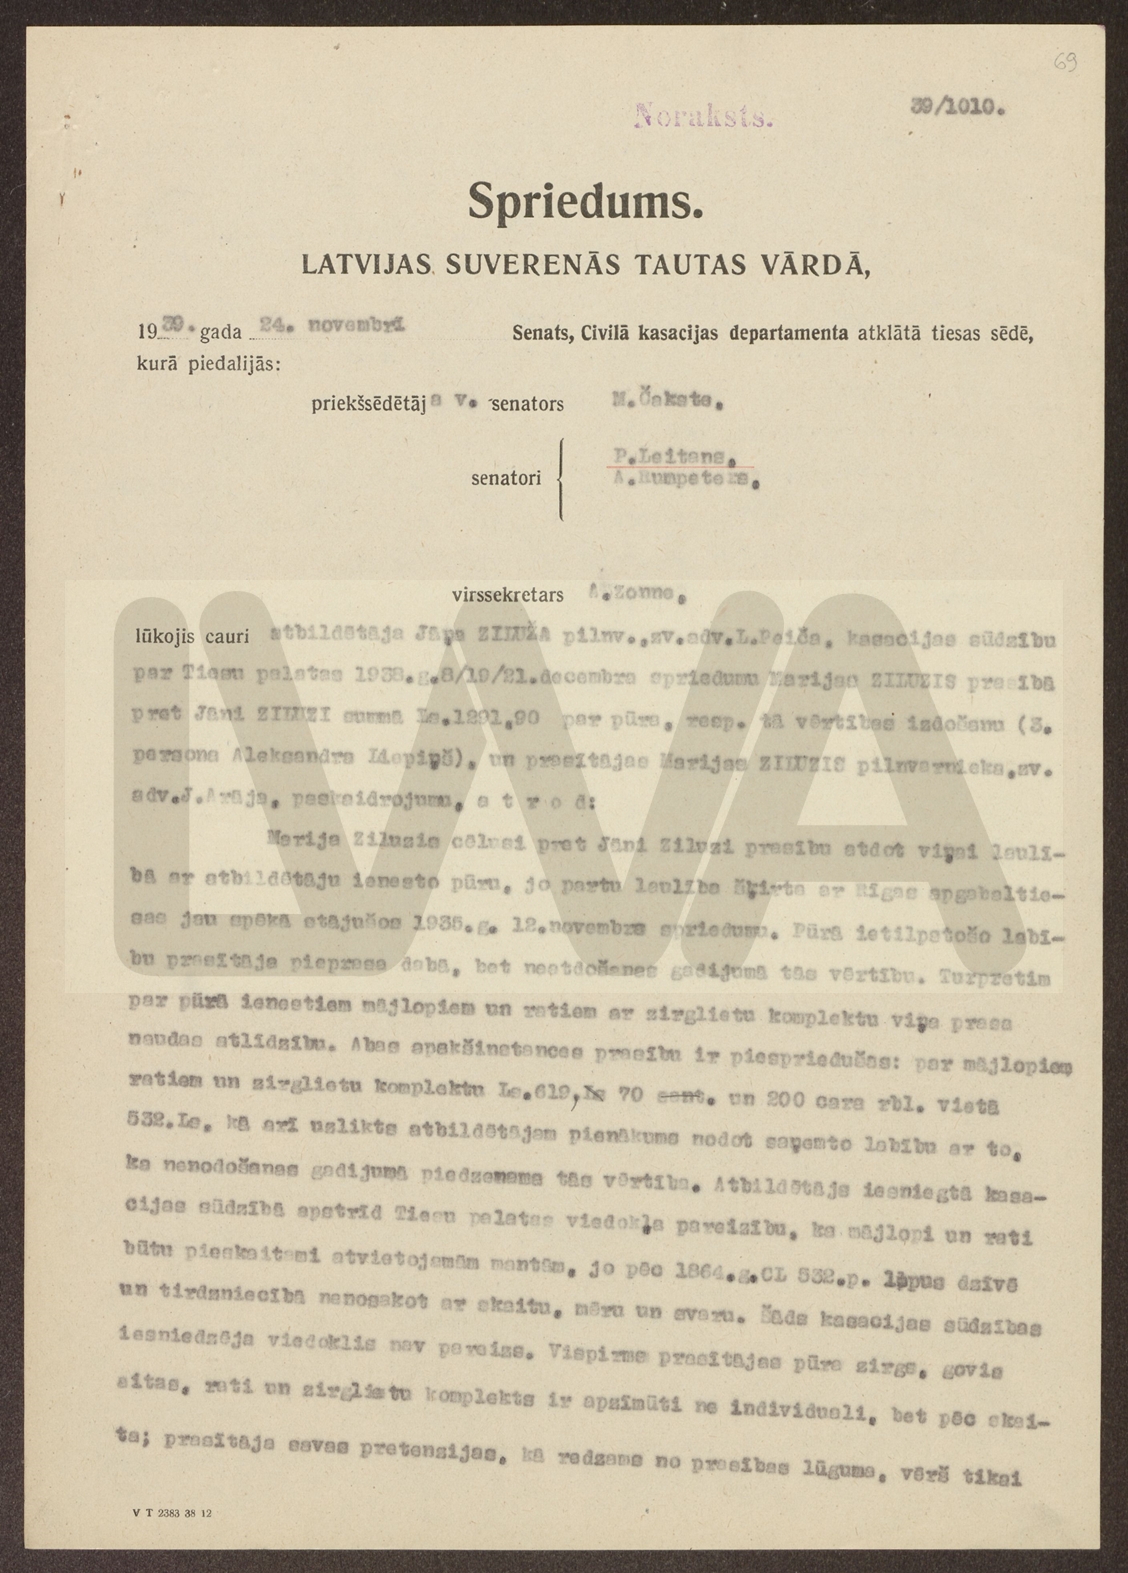 69
Noraksts.
39/1010.
Spriedums.
LATVIJAS SUVERENĀS TAUTAS VĀRDĀ,
1939. gada 24. novembrī Senats, Civilā kasacijas departamenta atklātā tiesas sēdē,
kurā piedalijās:
priekšsēdētāja v. senators M.Čakste,
P.Leitans,
senatori
A.Rumpeters,
virssekretars A.Zonne,
lūkojis cauri atbildētāja Jāņa ZILUŽA pilnv.,zv.adv.L.Peiča, kasacijas sūdzību
par Tiesu palatas 1938.g.8/19/21.decembra spriedumu Marijas ZILUZIS prasībā
pret Jāni ZILUZI summā Ls.1291,90 par pūra, resp. tā vērtības izdošanu (3.
persona Aleksandrs Liepiņš), un prasītājas Marijas ZILUZIS pilnvarnieka,zv.
adv.J.Arāja, paskaidrojumu, a t r o d:
Marija Ziluzis cēlusi pret Jāni Ziluzi prasību atdot viņai laulī-
bā ar atbildētāju ienesto pūru, jo partu laulība šķirta ar Rīgas apgabaltie-
sas jau spēkā stājušos 1935.g. 12.novembra spriedumu. Pūrā ietilpstošo labī-
bu prasītāja pieprasa dabā, bet neatdošanas gadijumā tās vērtību. Turpretim
par pūrā ienestiem mājlopiem un ratiem ar zirglietu komplektu viņa prasa
naudas atlīdzību. Abas apakšinstances prasību ir piespriedušas: par mājlopiem
ratiem un zirglietu komplektu Ls.619,Ls 70 sant. un 200 cara rbl. vietā
532.Ls, kā arī uzlikts atbildētājam pienākums nodot saņemto labību ar to,
ka nenodošanas gadijumā piedzenama tās vērtība. Atbildētājs iesniegtā kasa-
cijas sūdzībā apstrīd Tiesu palatas viedokļa pareizību, ka mājlopi un rati
būtu pieskaitami atvietojamām mantām, jo pēc 1864.g.CL 532.p. lopus dzīvē
un tirdzniecībā nenosakot ar skaitu, mēru un svaru. Šāds kasacijas sūdzības
iesniedzēja viedoklis nav pareizs. Vispirms prasītājas pūra zirgs, govis
aitas, rati un zirglietu komplekts ir apzīmēti ne individuali, bet pēc skai-
ta; prasītāja savas pretenzijas, kā redzams no prasības lūguma, vērš tikai
V T 2383 38 12